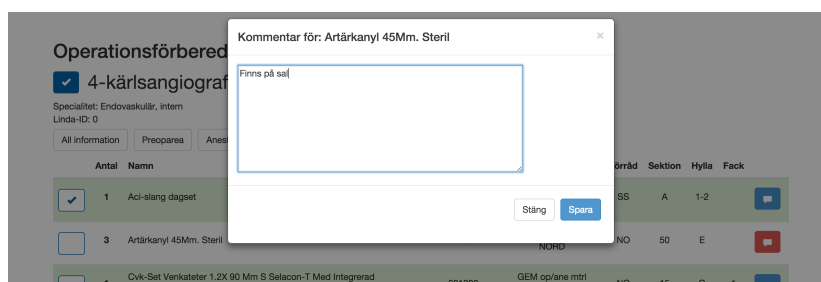 Kommentar för: Artärkanyl 45Mm. Steril ×
Operationsförbered
Finns på sal
4-kärlsangiograf
Specialitet: Endovaskulär, intern
Linda-ID: 0
All information Preoparea Anest
Antal Namn örråd Sektion Hylla Fack
1 Aci-slang dagset SS A 1-2
Stäng Spara
3 Artärkanyl 45Mm. Steril NORD NO 50 E
Cvk-Set Venkateter 1.2X 90 Mm S Selacon-T Med Integrerad GEM op/ane mtrl